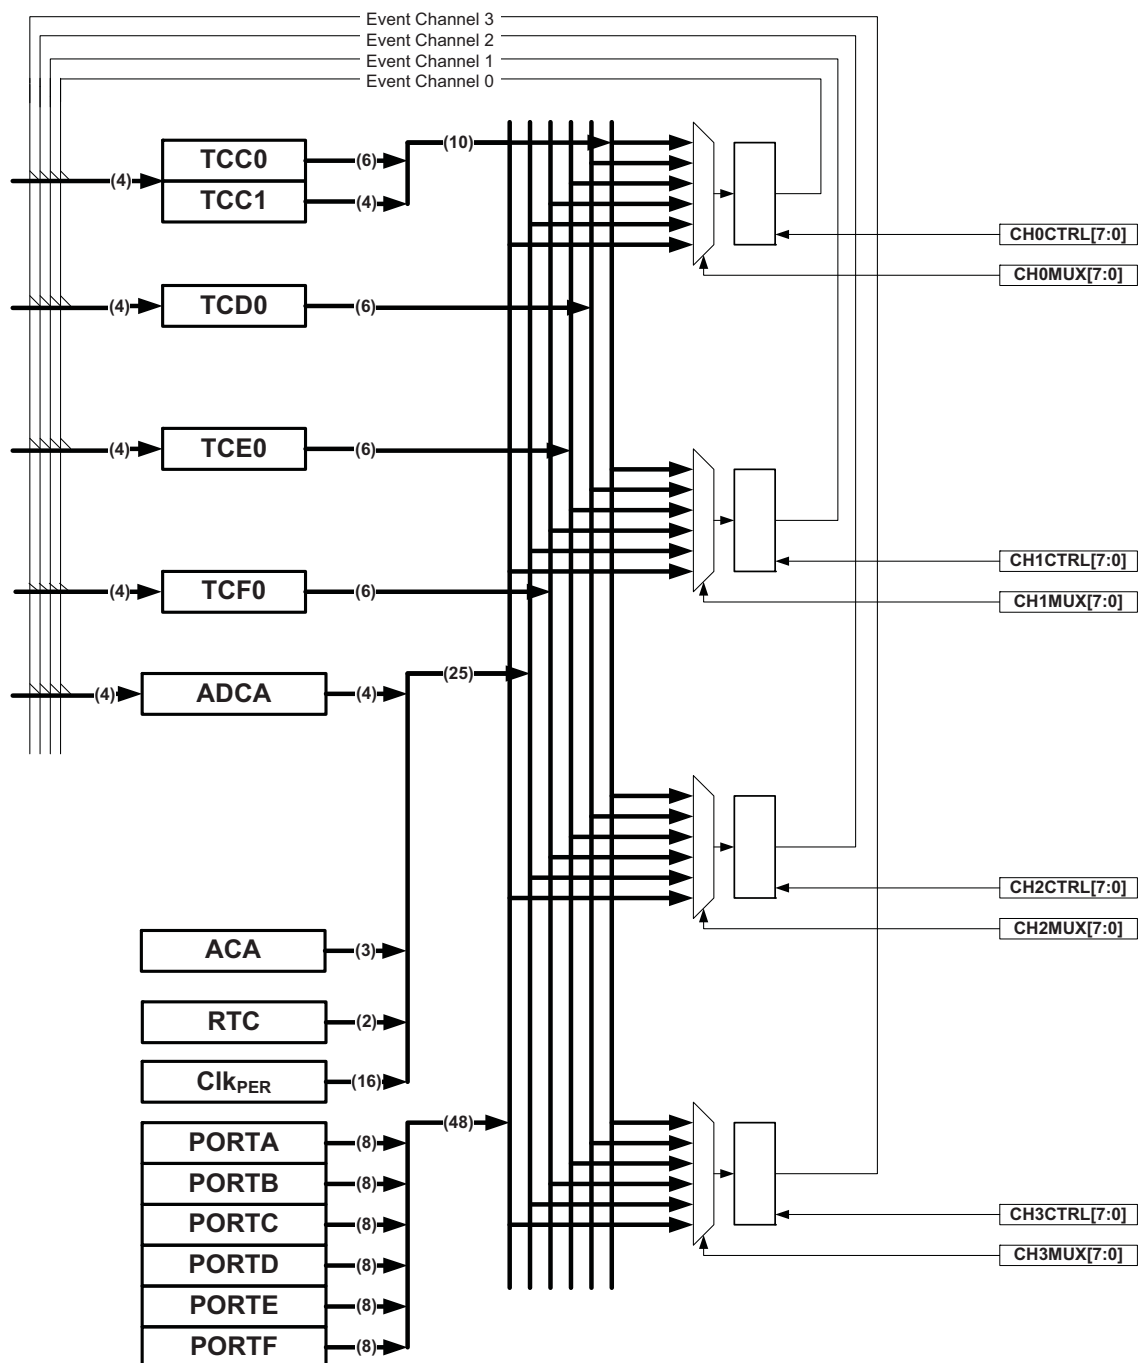 Event Channel 3
Event Channel 2
Event Channel 1
Event Channel 0
TCC0 (6) (10)
(4)
TCC1 (4)
CH0CTRL[7:0]
CH0MUX[7:0]
(4) TCD0 (6)
(4) TCE0 (6)
CH1CTRL[7:0]
(4) TCF0 (6)
CH1MUX[7:0]
(25)
(4) ADCA (4)
CH2CTRL[7:0]
CH2MUX[7:0]
ACA (3)
RTC (2)
ClkPER (16)
(48)
PORTA (8)
PORTB (8)
CH3CTRL[7:0]
PORTC (8)
CH3MUX[7:0]
PORTD (8)
PORTE (8)
PORTF (8)